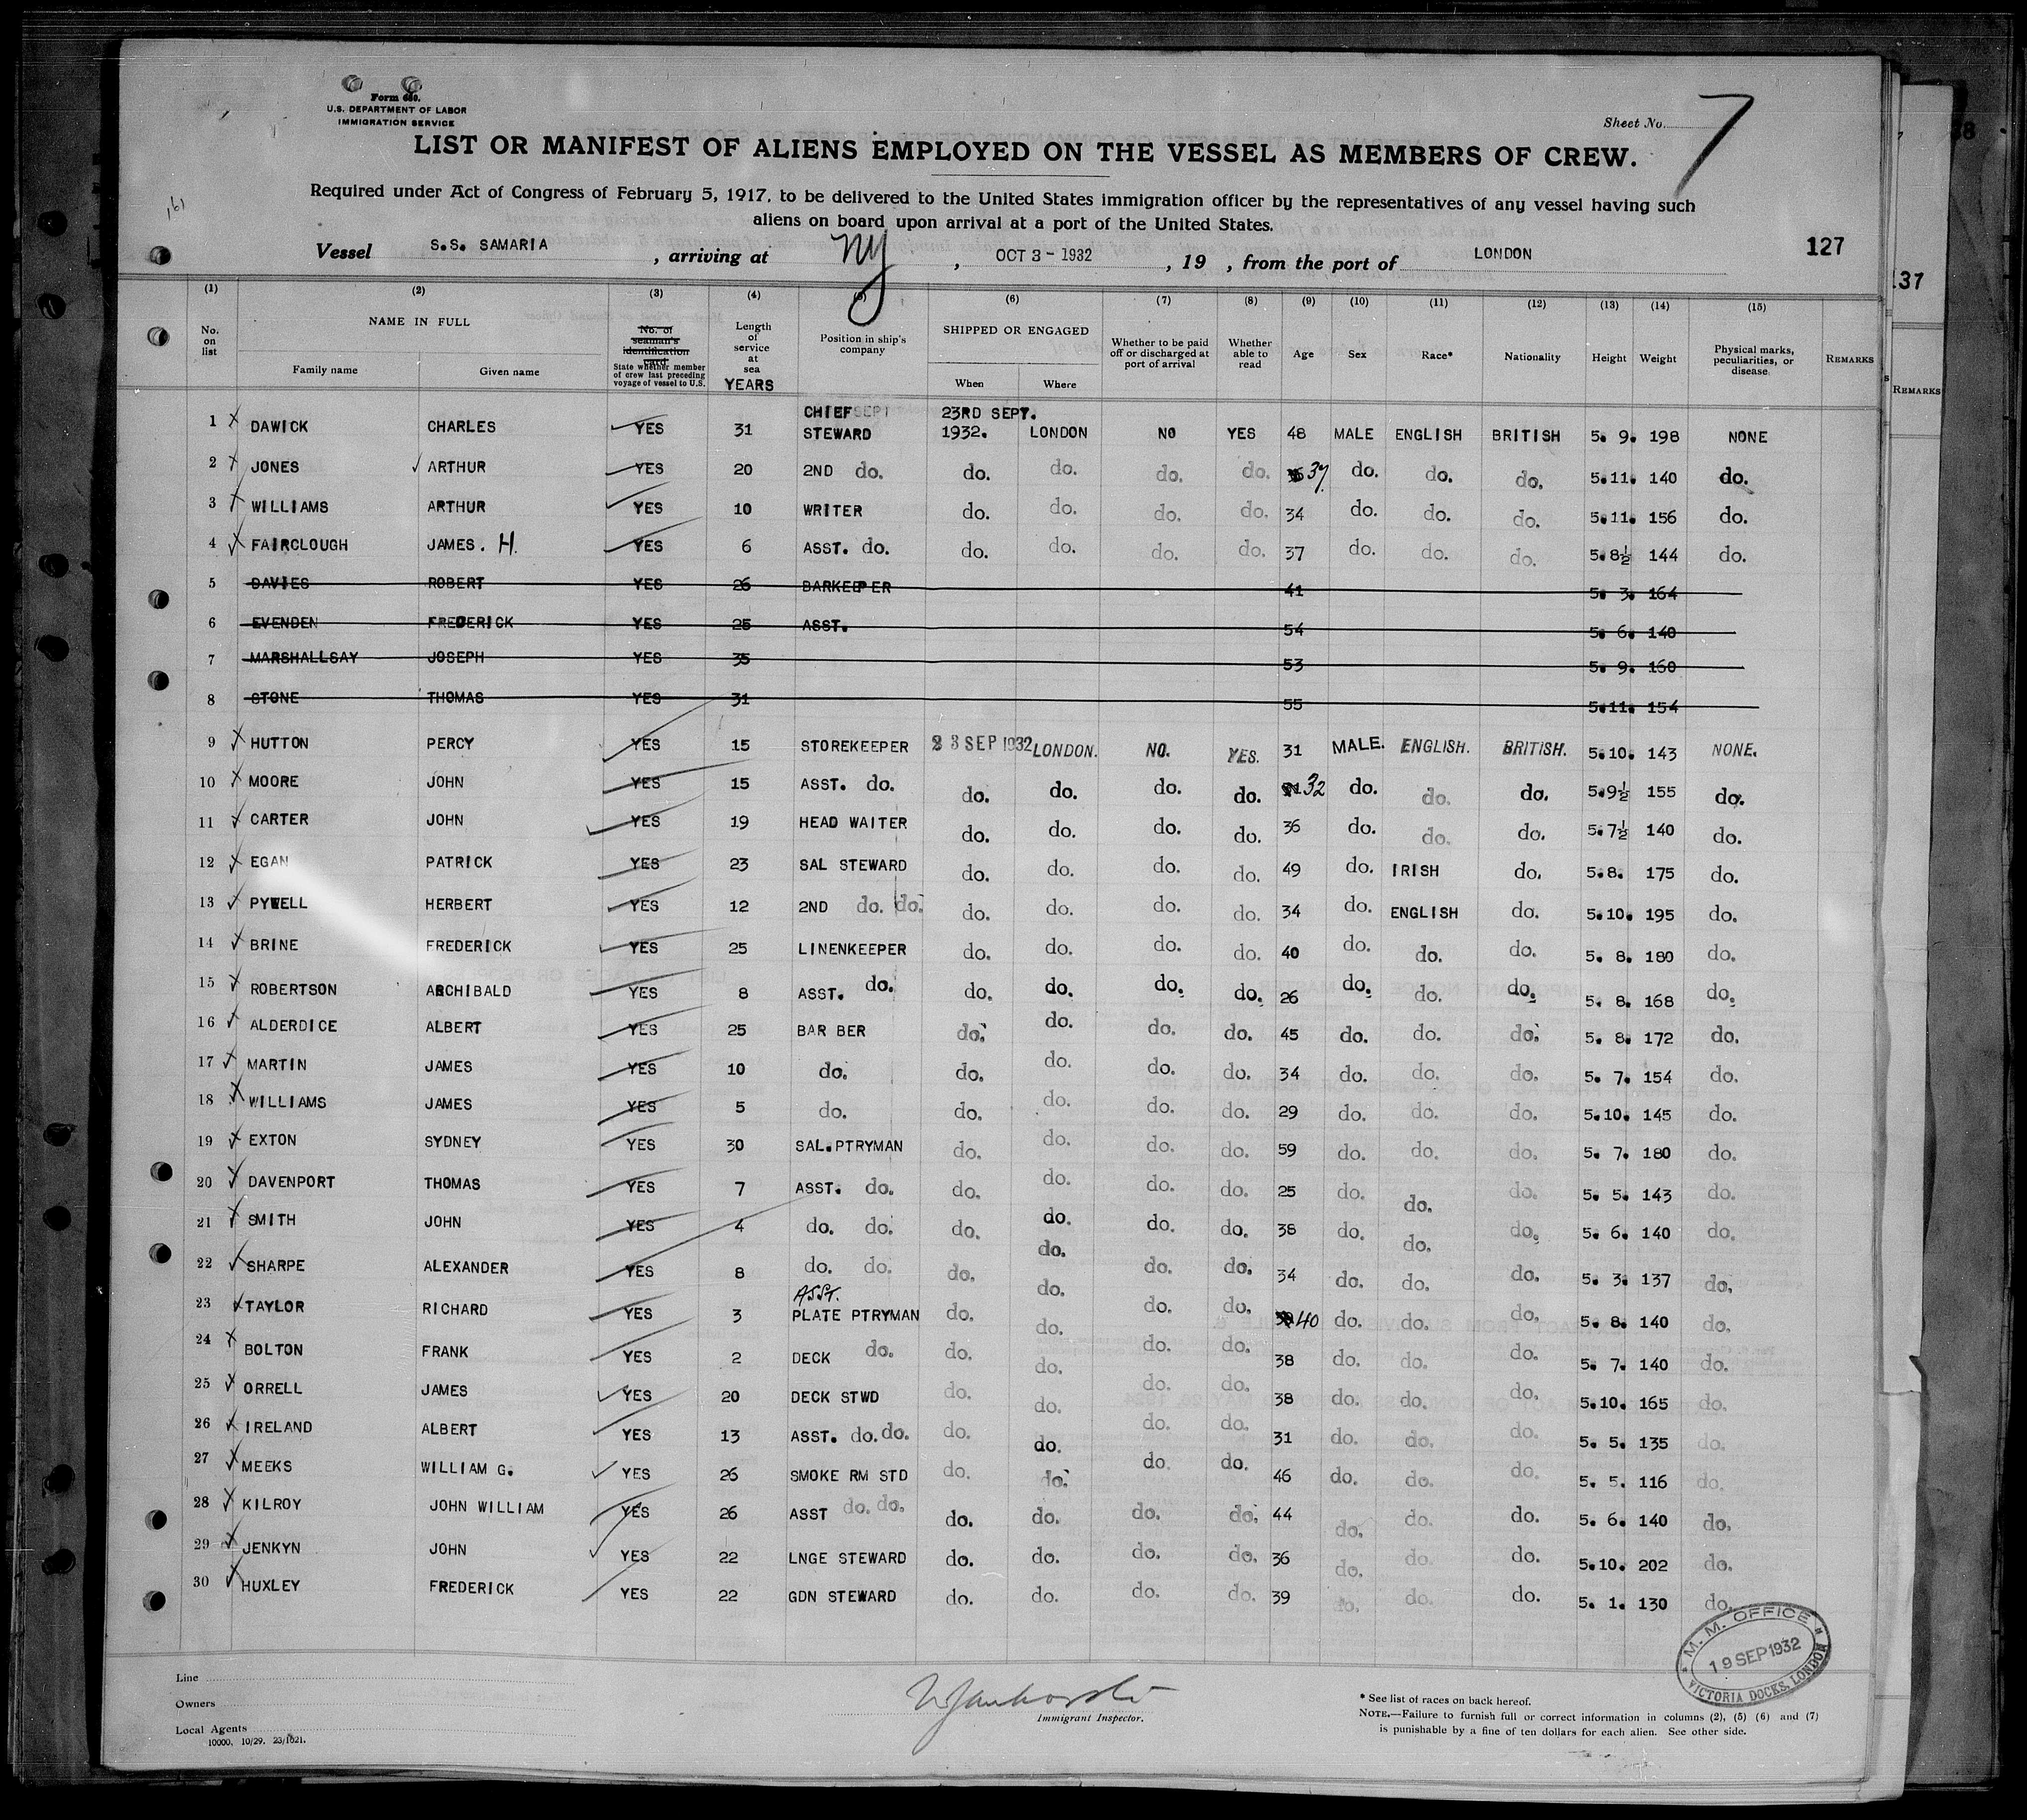 Form 680.
U.S. DEPARTMENT OF LABOR
IMMIGRATION SERVICE
Sheet No. 7
LIST OR MANIFEST OF ALIENS EMPLOYED ON THE VESSEL AS MEMBERS OF CREW.
Required under Act of Congress of February 5, 1917, to be delivered to the United States immigration officer by the representatives of any vessel having such
aliens on board upon arrival at a port of the United States.
Vessel S.S. SAMARIA, arriving at NY, OCT 3 - 1932, 19 , from the port of LONDON
127
137
(1) (2) (3) (4) (5) (6) (7) (8) (9) (10) (11) (12) (13) (14) (15)
No. on list
NAME IN FULL
Family name Given name
No. of seaman's identification card
State whether member of crew last preceding voyage of vessel to U.S.
Length of service at sea YEARS
Position in ship's company
SHIPPED OR ENGAGED
When Where
Whether to be paid off or discharged at port of arrival
Whether able to read
Age Sex Race* Nationality Height Weight
Physical marks, peculiarities, or disease
REMARKS
REMARKS
1 DAWICK CHARLES YES 31 CHIEF STEWARD 23RD SEPT. 1932. LONDON NO YES 48 MALE ENGLISH BRITISH 5. 9. 198 NONE
2 JONES ARTHUR YES 20 2ND do. do. do. do. do. 37 do. do. do. 5.11. 140 do.
3 WILLIAMS ARTHUR YES 10 WRITER do. do. do. do. 34 do. do. do. 5.11. 156 do.
4 FAIRCLOUGH JAMES. H. YES 6 ASST. do. do. do. do. do. 37 do. do. do. 5.8½ 144 do.
5 DAVIES ROBERT YES 26 BARKEEPER 41 5. 3. 164
6 EVENDEN FREDERICK YES 25 ASST. 54 5. 6. 140
7 MARSHALLSAY JOSEPH YES 35 53 5. 9. 160
8 STONE THOMAS YES 31 55 5.11. 154
9 HUTTON PERCY YES 15 STOREKEEPER 23 SEP 1932 LONDON. NO. YES. 31 MALE. ENGLISH. BRITISH. 5.10. 143 NONE.
10 MOORE JOHN YES 15 ASST. do. do. do. do. do. 32 do. do. do. 5.9½ 155 do.
11 CARTER JOHN YES 19 HEAD WAITER do. do. do. do. 36 do. do. do. 5.7½ 140 do.
12 EGAN PATRICK YES 23 SAL STEWARD do. do. do. do. 49 do. IRISH do. 5.8. 175 do.
13 PYWELL HERBERT YES 12 2ND do. do. do. do. do. do. 34 do. ENGLISH do. 5.10. 195 do.
14 BRINE FREDERICK YES 25 LINENKEEPER do. do. do. do. 40 do. do. do. 5. 8. 180 do.
15 ROBERTSON ARCHIBALD YES 8 ASST. do. do. do. do. do. 26 do. do. do. 5. 8. 168 do.
16 ALDERDICE ALBERT YES 25 BAR BER do. do. do. do. 45 do. do. do. 5. 8. 172 do.
17 MARTIN JAMES YES 10 do. do. do. do. do. 34 do. do. do. 5. 7. 154 do.
18 WILLIAMS JAMES YES 5 do. do. do. do. do. 29 do. do. do. 5.10. 145 do.
19 EXTON SYDNEY YES 30 SAL.PTRYMAN do. do. do. do. 59 do. do. do. 5. 7. 180 do.
20 DAVENPORT THOMAS YES 7 ASST. do. do. do. do. do. 25 do. do. do. 5. 5. 143 do.
21 SMITH JOHN YES 4 do. do. do. do. do. do. 38 do. do. do. 5. 6. 140 do.
22 SHARPE ALEXANDER YES 8 do. do. do. do. do. do. 34 do. do. do. 5. 3. 137 do.
23 TAYLOR RICHARD YES 3 ASST. PLATE PTRYMAN do. do. do. do. 40 do. do. do. 5. 8. 140 do.
24 BOLTON FRANK YES 2 DECK do. do. do. do. do. 38 do. do. do. 5. 7. 140 do.
25 ORRELL JAMES YES 20 DECK STWD do. do. do. do. 38 do. do. do. 5.10. 165 do.
26 IRELAND ALBERT YES 13 ASST. do. do. do. do. do. do. 31 do. do. do. 5. 5. 135 do.
27 MEEKS WILLIAM G. YES 26 SMOKE RM STD do. do. do. do. 46 do. do. do. 5. 5. 116 do.
28 KILROY JOHN WILLIAM YES 26 ASST do. do. do. do. do. do. 44 do. do. do. 5. 6. 140 do.
29 JENKYN JOHN YES 22 LNGE STEWARD do. do. do. do. 36 do. do. do. 5.10. 202 do.
30 HUXLEY FREDERICK YES 22 GDN STEWARD do. do. do. do. 39 do. do. do. 5. 1. 130 do.
M. M. OFFICE
19 SEP 1932
VICTORIA DOCKS, LONDON
Line
Owners
Local Agents
10000, 10/29. 23/1021.
Immigrant Inspector.
* See list of races on back hereof.
NOTE.—Failure to furnish full or correct information in columns (2), (5) (6) and (7)
is punishable by a fine of ten dollars for each alien. See other side.